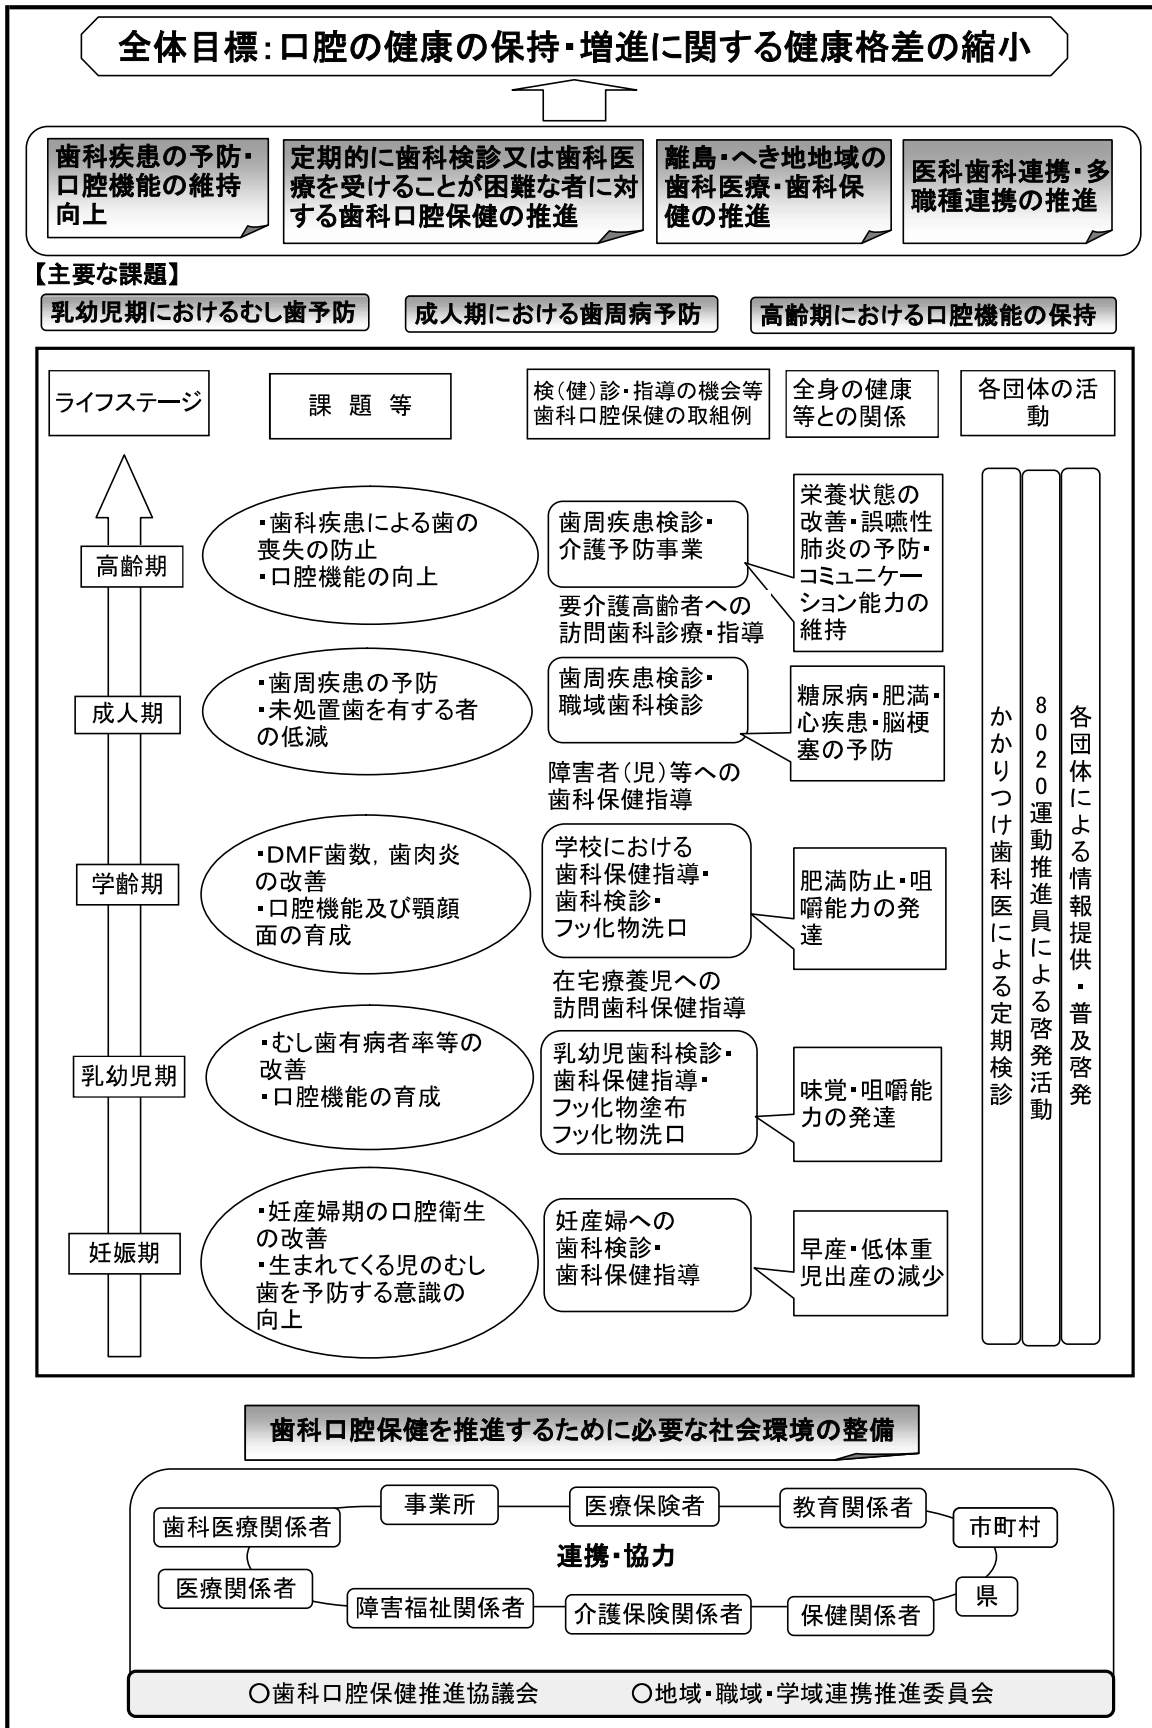 全体目標：口腔の健康の保持・増進に関する健康格差の縮小
歯科疾患の予防・
口腔機能の維持
向上
定期的に歯科検診又は歯科医
療を受けることが困難な者に対
する歯科口腔保健の推進
離島・へき地地域の
歯科医療・歯科保
健の推進
医科歯科連携・多
職種連携の推進
【主要な課題】
乳幼児期におけるむし歯予防
成人期における歯周病予防
高齢期における口腔機能の保持
ライフステージ
課 題 等
検（健）診・指導の機会等
歯科口腔保健の取組例
全身の健康
等との関係
各団体の活
動
高齢期
・歯科疾患による歯の
喪失の防止
・口腔機能の向上
歯周疾患検診・
介護予防事業
栄養状態の
改善・誤嚥性
肺炎の予防・
コミュニケー
ション能力の
維持
要介護高齢者への
訪問歯科診療・指導
成人期
・歯周疾患の予防
・未処置歯を有する者
の低減
歯周疾患検診・
職域歯科検診
糖尿病・肥満・
心疾患・脳梗
塞の予防
障害者（児）等への
歯科保健指導
学齢期
・DMF歯数，歯肉炎
の改善
・口腔機能及び顎顔
面の育成
学校における
歯科保健指導・
歯科検診・
フッ化物洗口
肥満防止・咀
嚼能力の発
達
在宅療養児への
訪問歯科保健指導
乳幼児期
・むし歯有病者率等の
改善
・口腔機能の育成
乳幼児歯科検診・
歯科保健指導・
フッ化物塗布
フッ化物洗口
味覚・咀嚼能
力の発達
妊娠期
・妊産婦期の口腔衛生
の改善
・生まれてくる児のむし
歯を予防する意識の
向上
妊産婦への
歯科検診・
歯科保健指導
早産・低体重
児出産の減少
かかりつけ歯科医による定期検診
8020運動推進員による啓発活動
各団体による情報提供・普及啓発
歯科口腔保健を推進するために必要な社会環境の整備
歯科医療関係者
事業所
医療保険者
教育関係者
市町村
連携・協力
医療関係者
障害福祉関係者
介護保険関係者
保健関係者
県
○歯科口腔保健推進協議会
○地域・職域・学域連携推進委員会